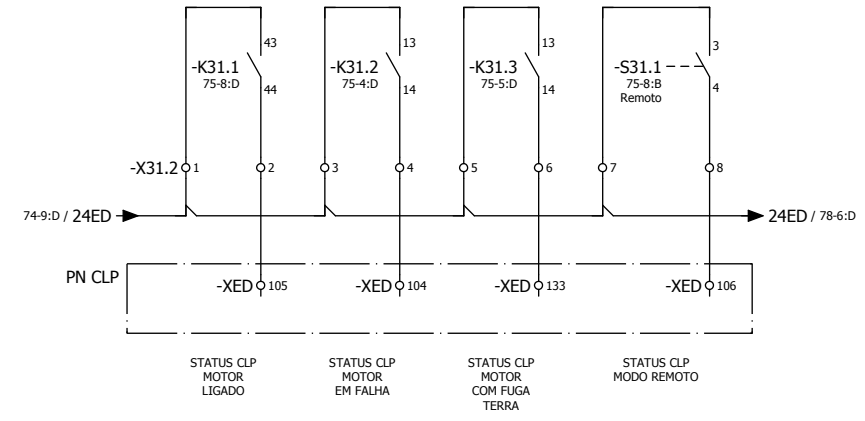 43
-K31.1
75-8:D
44
13
-K31.2
75-4:D
14
13
-K31.3
75-5:D
14
3
-S31.1
75-8:B
Remoto
4
-X31.2 1 2 3 4 5 6 7 8
74-9:D / 24ED
24ED / 78-6:D
PN CLP
-XED 105
-XED 104
-XED 133
-XED 106
STATUS CLP
MOTOR
LIGADO
STATUS CLP
MOTOR
EM FALHA
STATUS CLP
MOTOR
COM FUGA
TERRA
STATUS CLP
MODO REMOTO